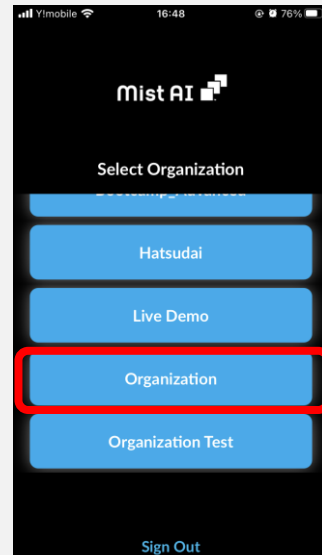 Y!mobile 16:48 76%
Mist AI
Select Organization
Hatsudai
Live Demo
Organization
Organization Test
Sign Out